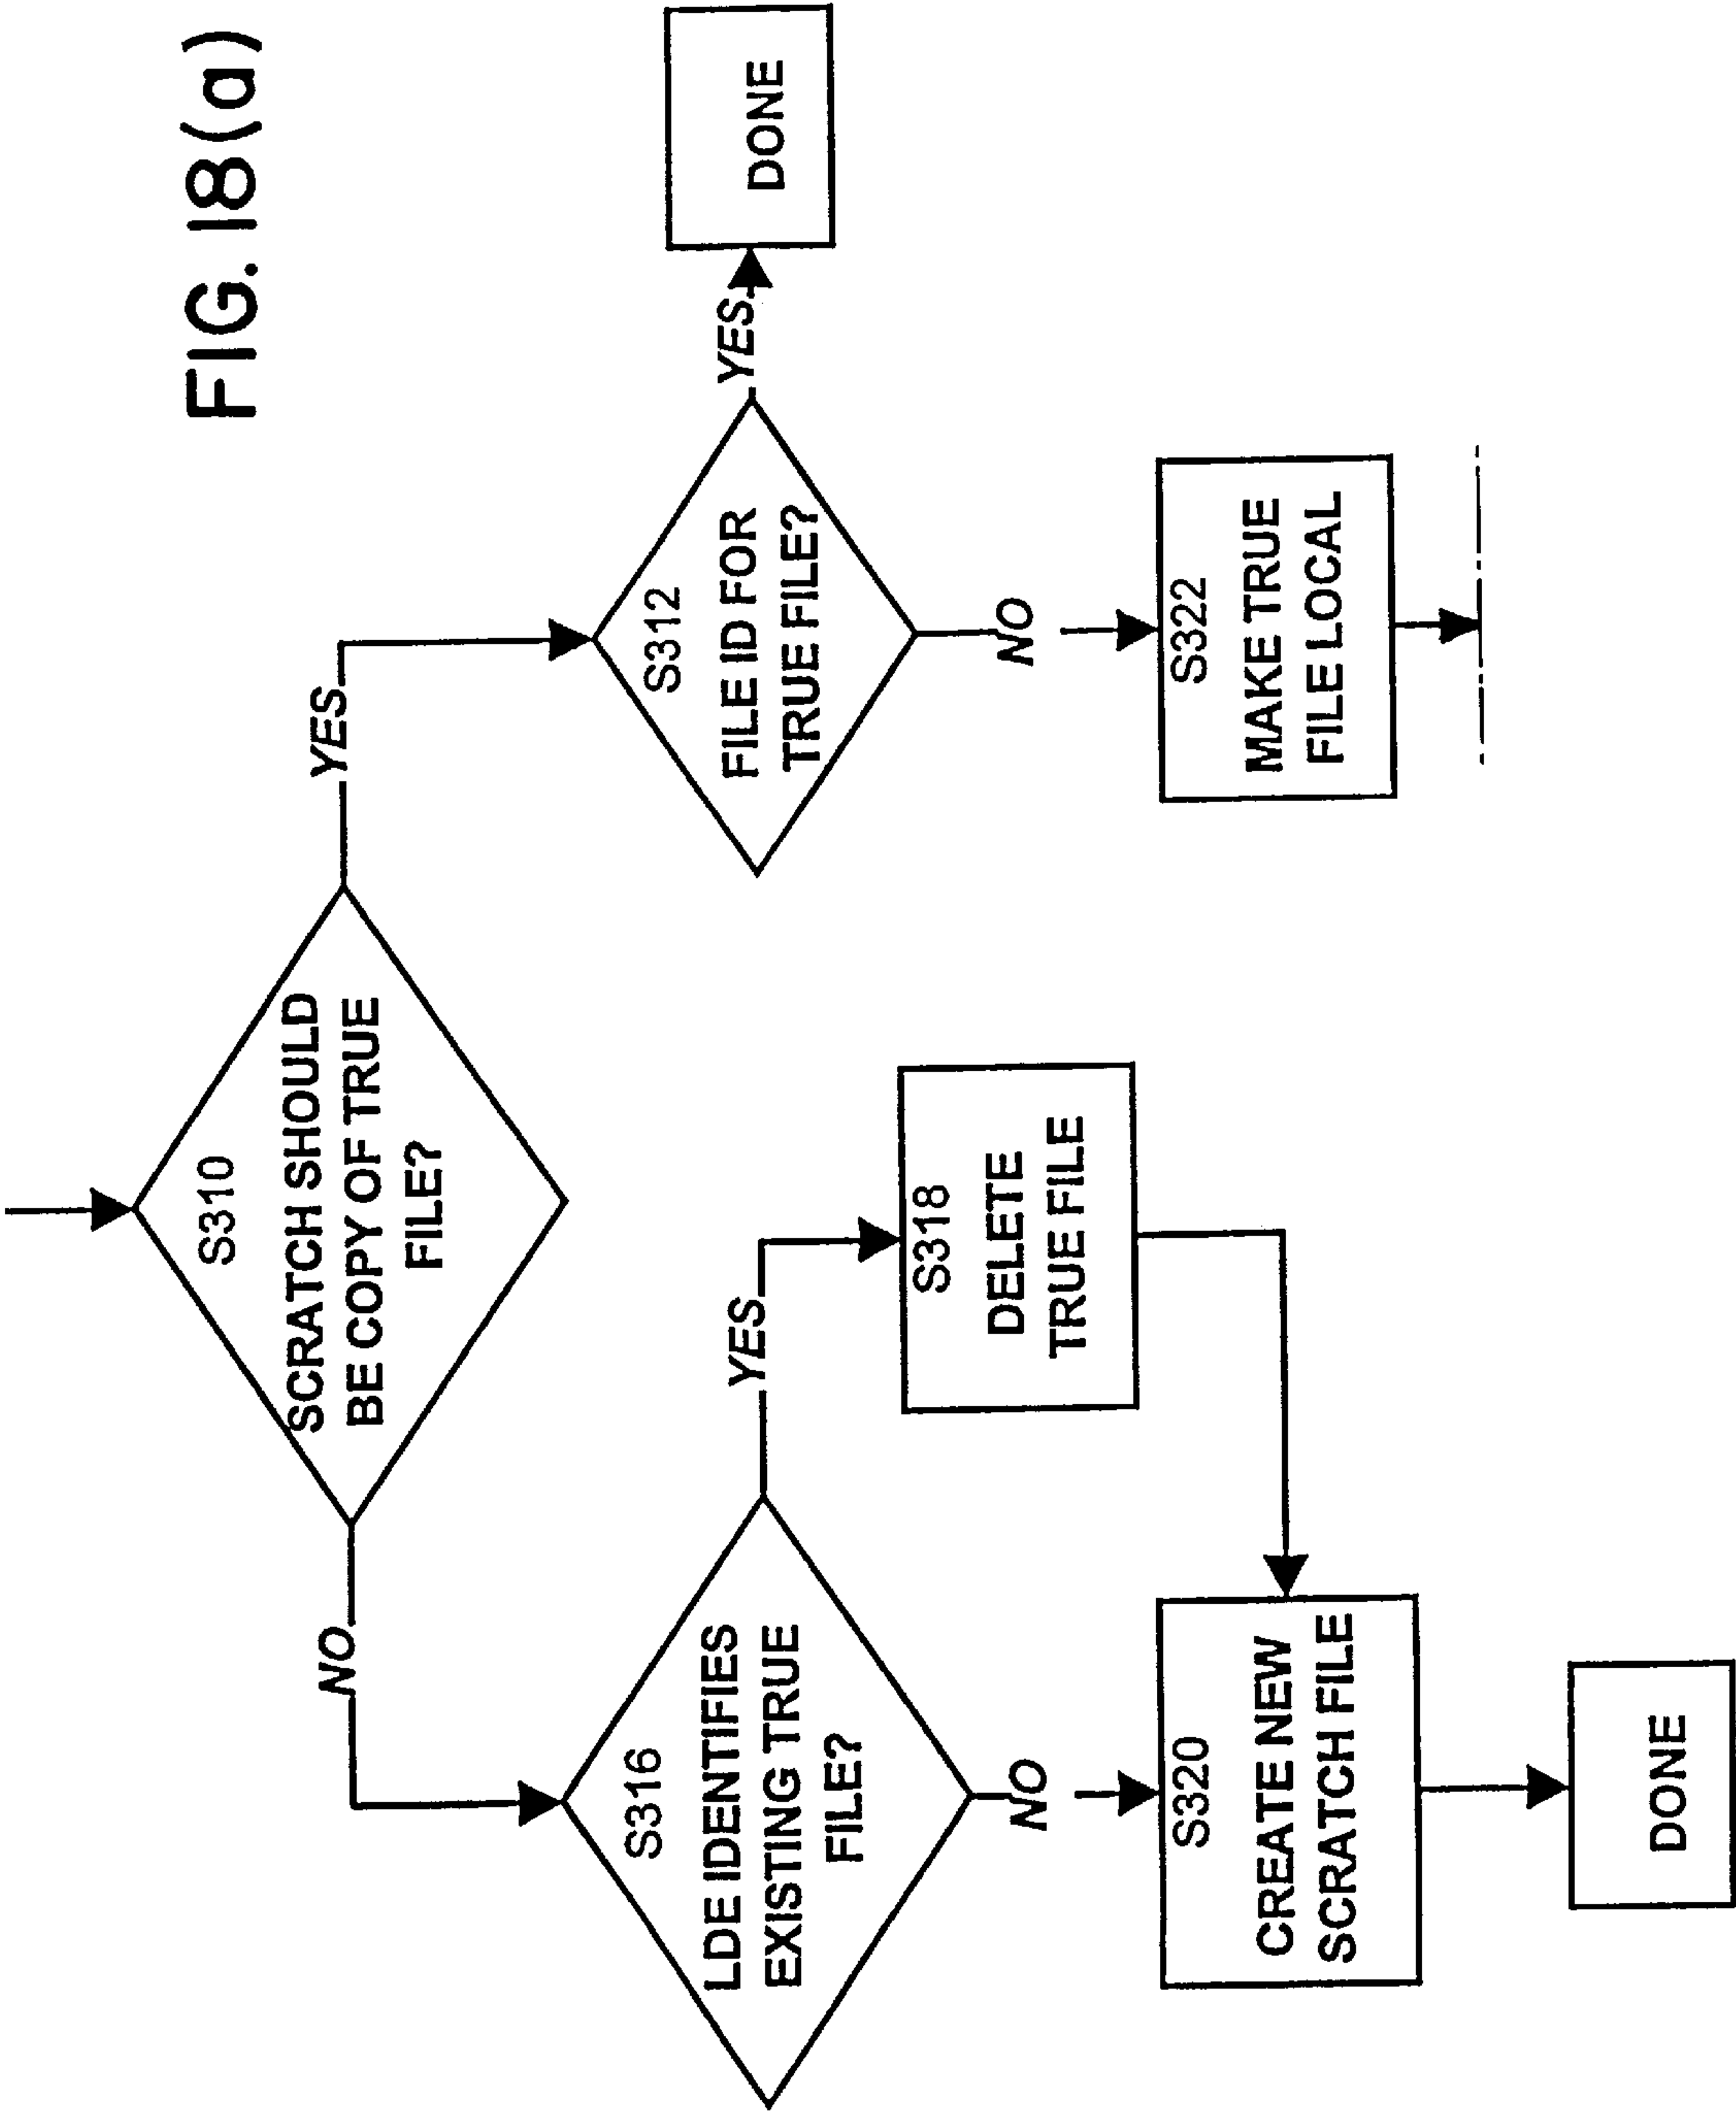 FIG. 18(a)
S310
SCRATCH SHOULD
BE COPY OF TRUE
FILE?
NO
YES
S316
LDE IDENTIFIES
EXISTING TRUE
FILE?
YES
NO
S318
DELETE
TRUE FILE
S320
CREATE NEW
SCRATCH FILE
DONE
S312
FILE ID FOR
TRUE FILE?
YES
DONE
NO
S322
MAKE TRUE
FILE LOCAL